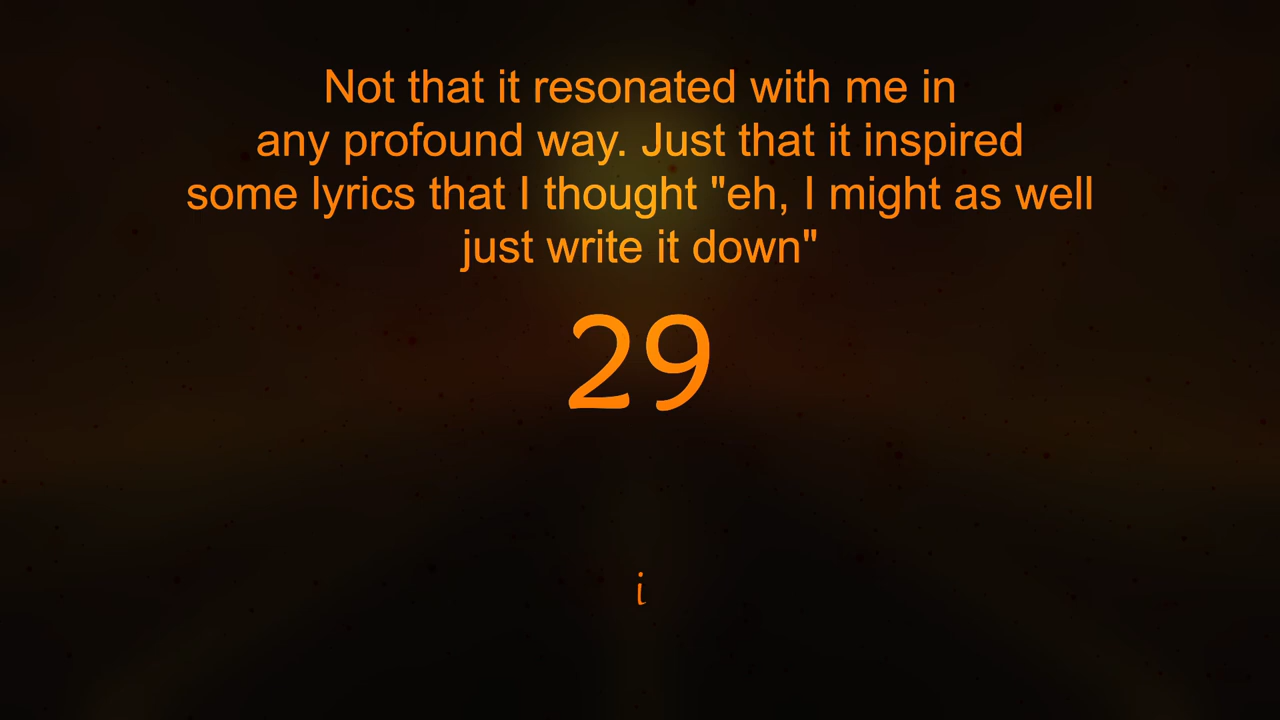 Not that it resonated with me in
any profound way. Just that it inspired
some lyrics that I thought "eh, I might as well
just write it down"
29
i